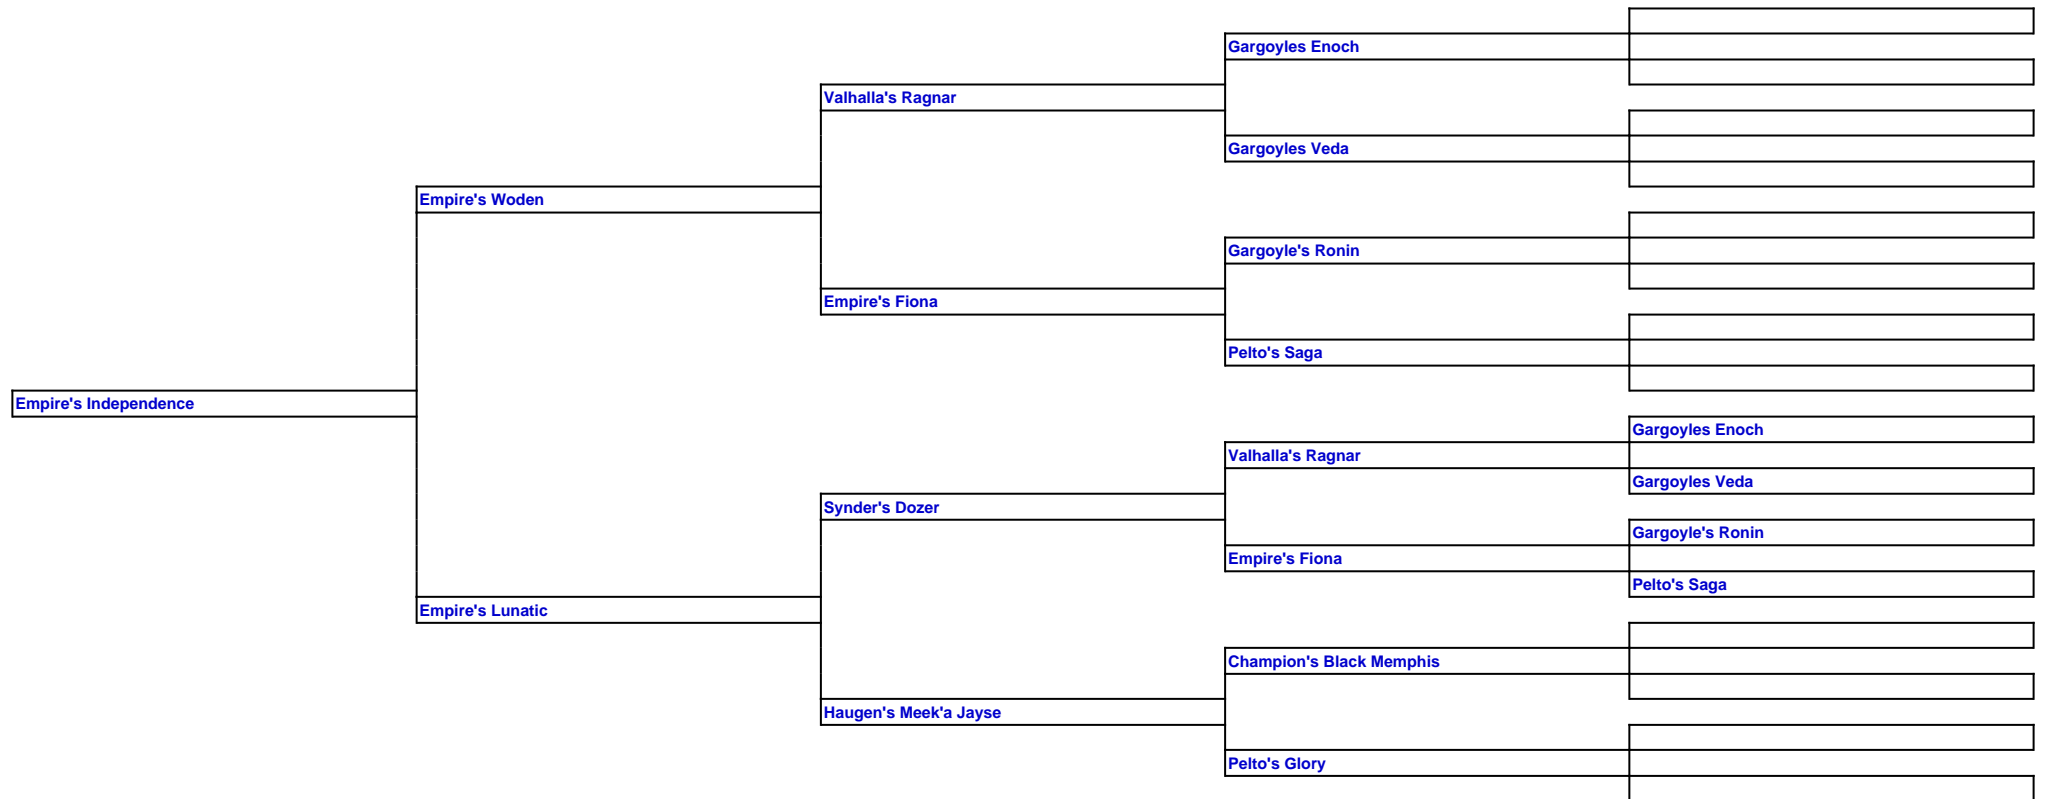 Gargoyles Enoch
Valhalla's Ragnar
Gargoyles Veda
Empire's Woden
Gargoyle's Ronin
Empire's Fiona
Pelto's Saga
Empire's Independence
Gargoyles Enoch
Valhalla's Ragnar
Gargoyles Veda
Synder's Dozer
Gargoyle's Ronin
Empire's Fiona
Pelto's Saga
Empire's Lunatic
Champion's Black Memphis
Haugen's Meek'a Jayse
Pelto's Glory